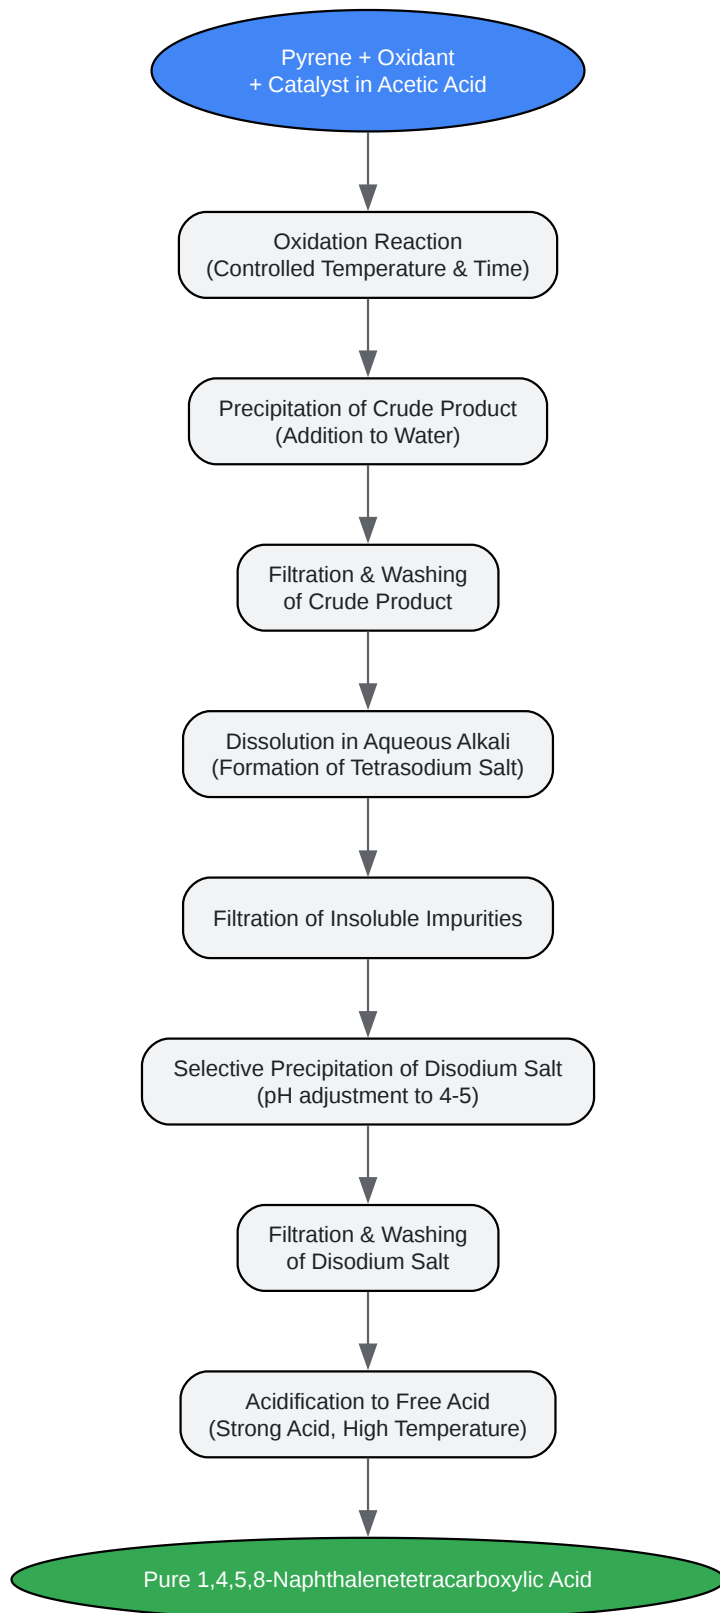 Pyrene + Oxidant
+ Catalyst in Acetic Acid
Oxidation Reaction
(Controlled Temperature & Time)
Precipitation of Crude Product
(Addition to Water)
Filtration & Washing
of Crude Product
Dissolution in Aqueous Alkali
(Formation of Tetrasodium Salt)
Filtration of Insoluble Impurities
Selective Precipitation of Disodium Salt
(pH adjustment to 4-5)
Filtration & Washing
of Disodium Salt
Acidification to Free Acid
(Strong Acid, High Temperature)
Pure 1,4,5,8-Naphthalenetetracarboxylic Acid